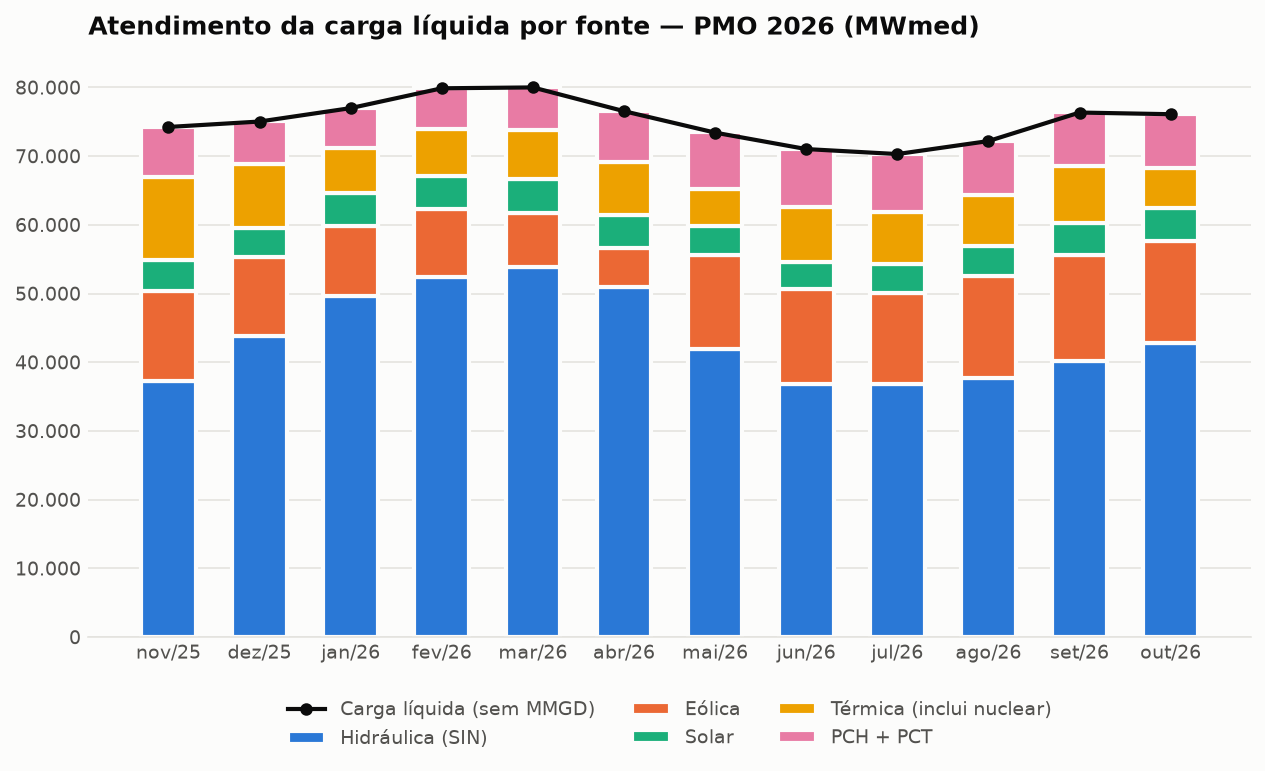 Atendimento da carga líquida por fonte — PMO 2026 (MWmed)
80.000
70.000
60.000
50.000
40.000
30.000
20.000
10.000
0
nov/25 dez/25 jan/26 fev/26 mar/26 abr/26 mai/26 jun/26 jul/26 ago/26 set/26 out/26
Carga líquida (sem MMGD) Eólica Térmica (inclui nuclear)
Hidráulica (SIN) Solar PCH + PCT